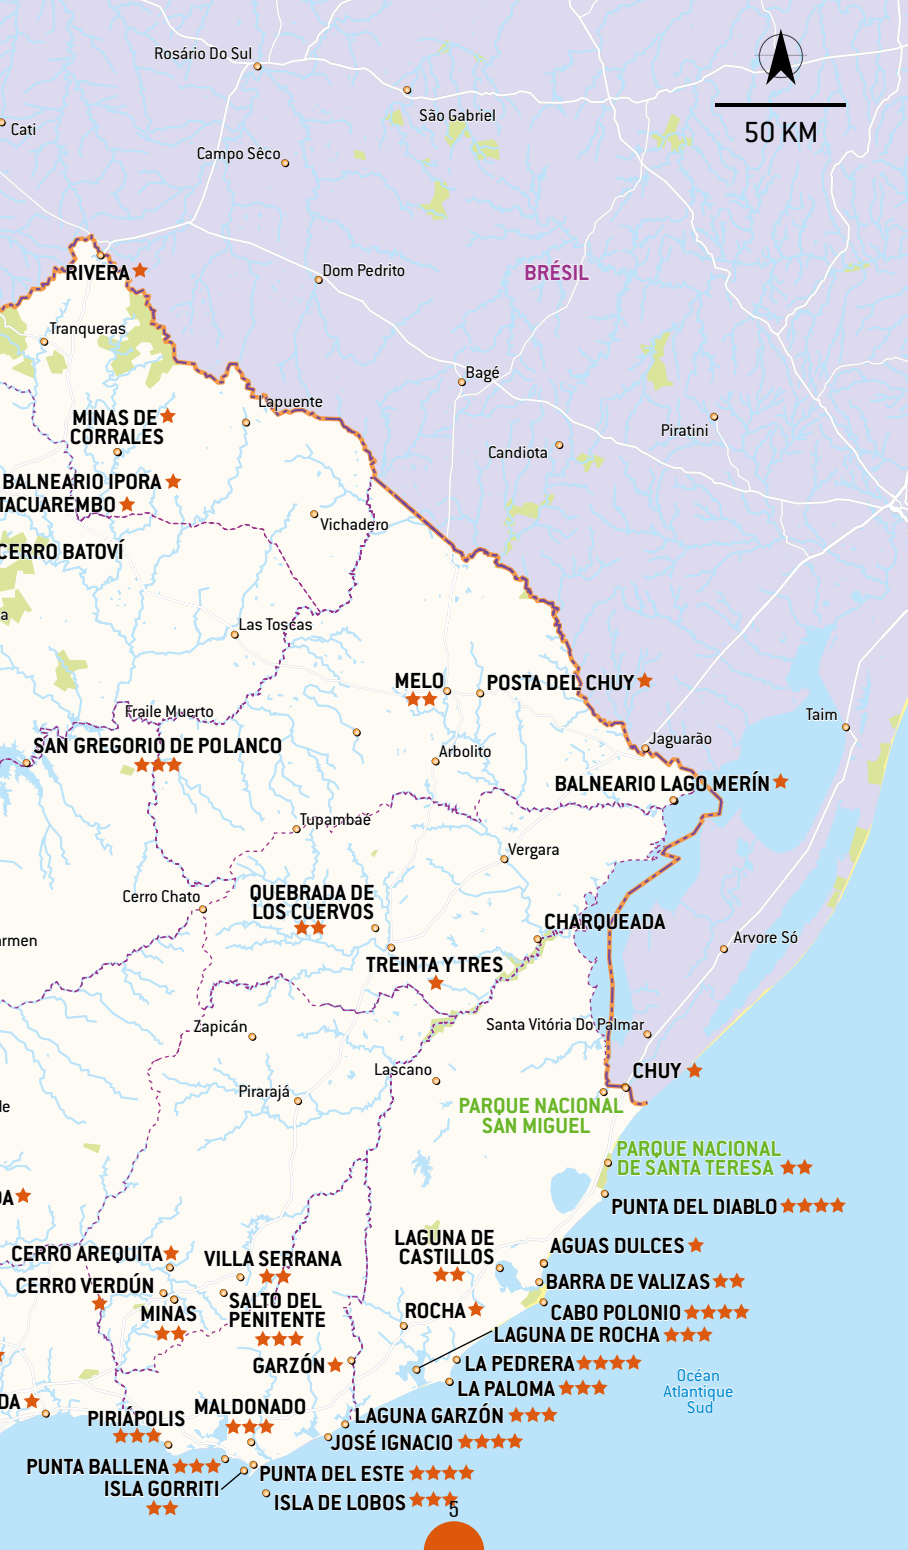 Rosário Do Sul
São Gabriel
50 KM
Cati
Campo Sêco
RIVERA
Dom Pedrito
BRÉSIL
Tranqueras
Bagé
Lapuente
MINAS DE
CORRALES
Piratini
Candiota
BALNEARIO IPORA
TACUAREMBO
Vichadero
CERRO BATOVÍ
a
Las Toscas
MELO
POSTA DEL CHUY
Fraile Muerto
Taim
SAN GREGORIO DE POLANCO
Jaguarão
Arbolito
BALNEARIO LAGO MERÍN
Tupambaé
Vergara
QUEBRADA DE
LOS CUERVOS
Cerro Chato
CHARQUEADA
armen
Arvore Só
TREINTA Y TRES
Zapicán
Santa Vitória Do Palmar
Lascano
CHUY
Pirarajá
PARQUE NACIONAL
SAN MIGUEL
de
PARQUE NACIONAL
DE SANTA TERESA
DA
PUNTA DEL DIABLO
LAGUNA DE
CASTILLOS
AGUAS DULCES
CERRO AREQUITA
VILLA SERRANA
CERRO VERDÚN
BARRA DE VALIZAS
SALTO DEL
PENITENTE
MINAS
ROCHA
CABO POLONIO
LAGUNA DE ROCHA
GARZÓN
LA PEDRERA
LA PALOMA
Océan
Atlantique
Sud
DA
MALDONADO
PIRIÁPOLIS
LAGUNA GARZÓN
JOSÉ IGNACIO
PUNTA BALLENA
PUNTA DEL ESTE
ISLA GORRITI
ISLA DE LOBOS
5